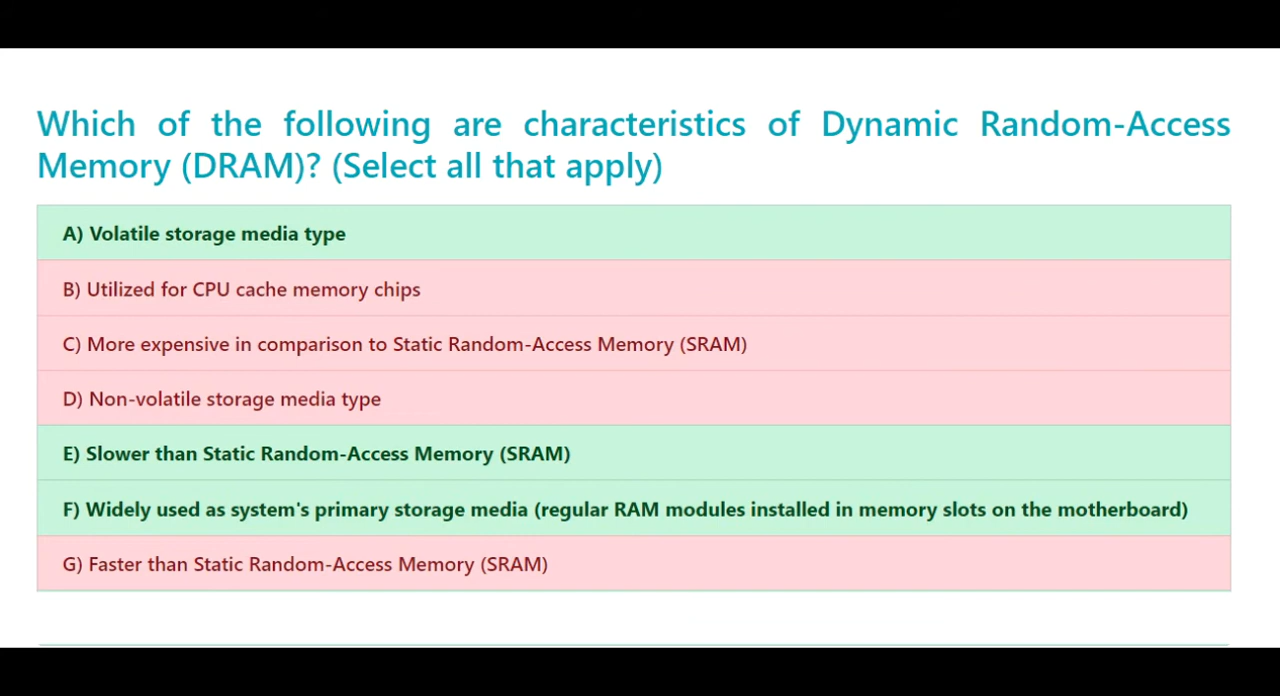 Which of the following are characteristics of Dynamic Random-Access
Memory (DRAM)? (Select all that apply)
A) Volatile storage media type
B) Utilized for CPU cache memory chips
C) More expensive in comparison to Static Random-Access Memory (SRAM)
D) Non-volatile storage media type
E) Slower than Static Random-Access Memory (SRAM)
F) Widely used as system's primary storage media (regular RAM modules installed in memory slots on the motherboard)
G) Faster than Static Random-Access Memory (SRAM)